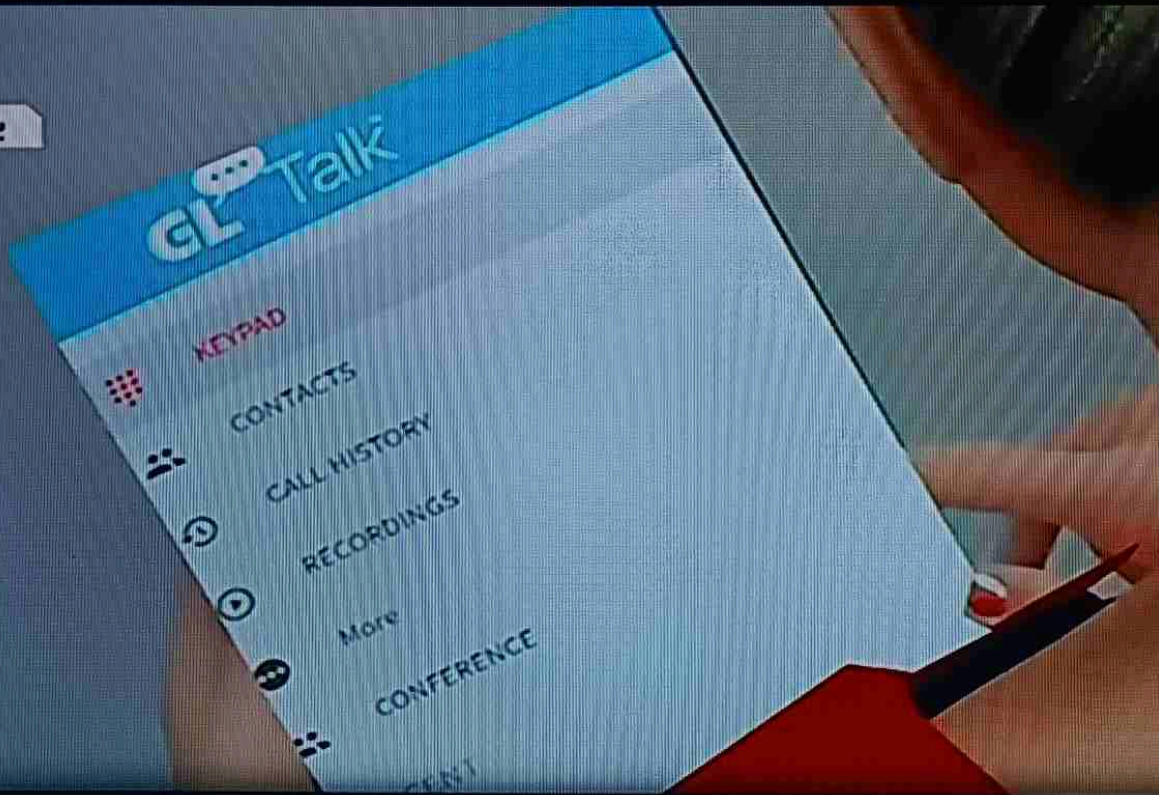 GL Talk
KEYPAD
CONTACTS
CALL HISTORY
RECORDINGS
More
CONFERENCE